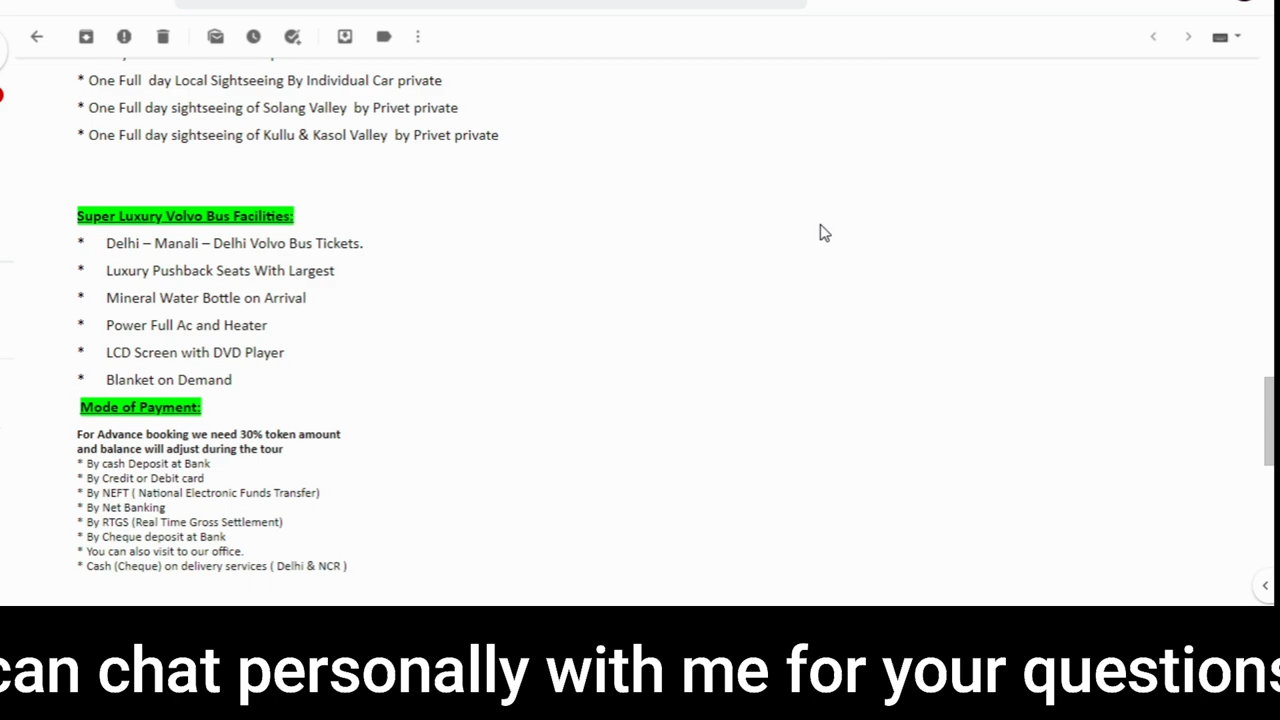 * One Full day Local Sightseeing By Individual Car private
* One Full day sightseeing of Solang Valley by Privet private
* One Full day sightseeing of Kullu & Kasol Valley by Privet private
Super Luxury Volvo Bus Facilities:
* Delhi – Manali – Delhi Volvo Bus Tickets.
* Luxury Pushback Seats With Largest
* Mineral Water Bottle on Arrival
* Power Full Ac and Heater
* LCD Screen with DVD Player
* Blanket on Demand
Mode of Payment:
For Advance booking we need 30% token amount
and balance will adjust during the tour
* By cash Deposit at Bank
* By Credit or Debit card
* By NEFT ( National Electronic Funds Transfer)
* By Net Banking
* By RTGS (Real Time Gross Settlement)
* By Cheque deposit at Bank
* You can also visit to our office.
* Cash (Cheque) on delivery services ( Delhi & NCR )
can chat personally with me for your questions